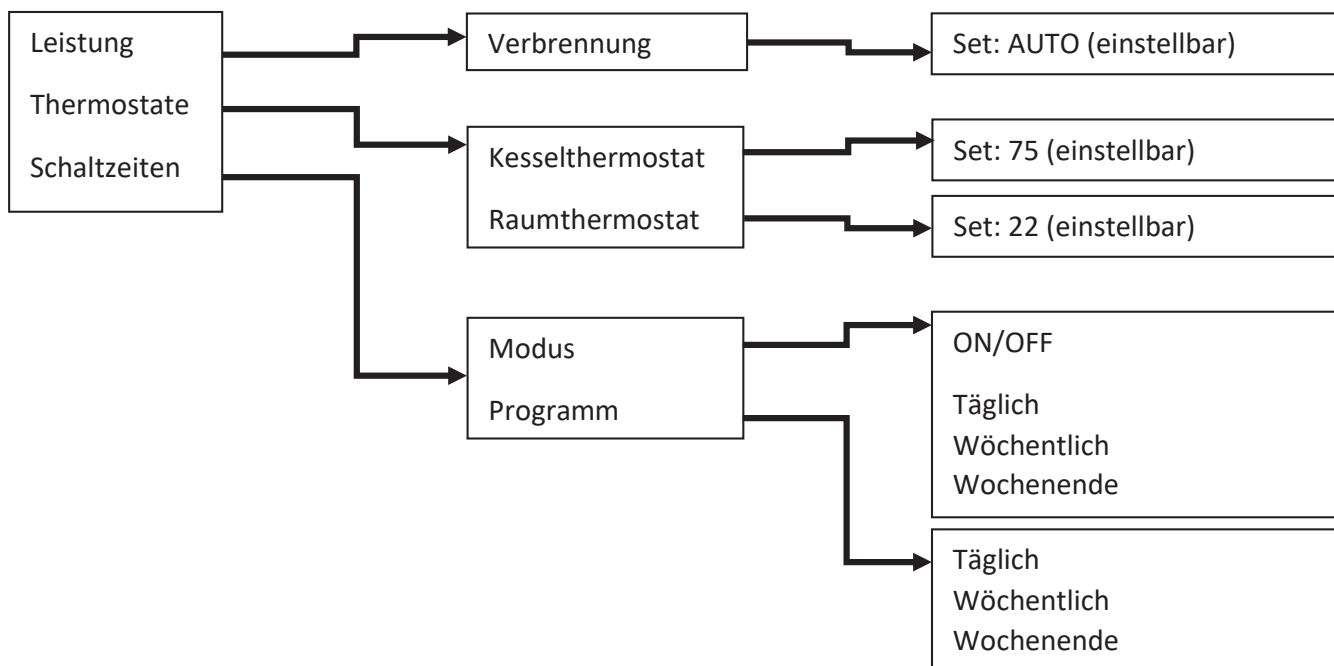 Leistung
Thermostate
Schaltzeiten
Verbrennung
Set: AUTO (einstellbar)
Kesselthermostat
Raumthermostat
Set: 75 (einstellbar)
Set: 22 (einstellbar)
Modus
Programm
ON/OFF
Täglich
Wöchentlich
Wochenende
Täglich
Wöchentlich
Wochenende